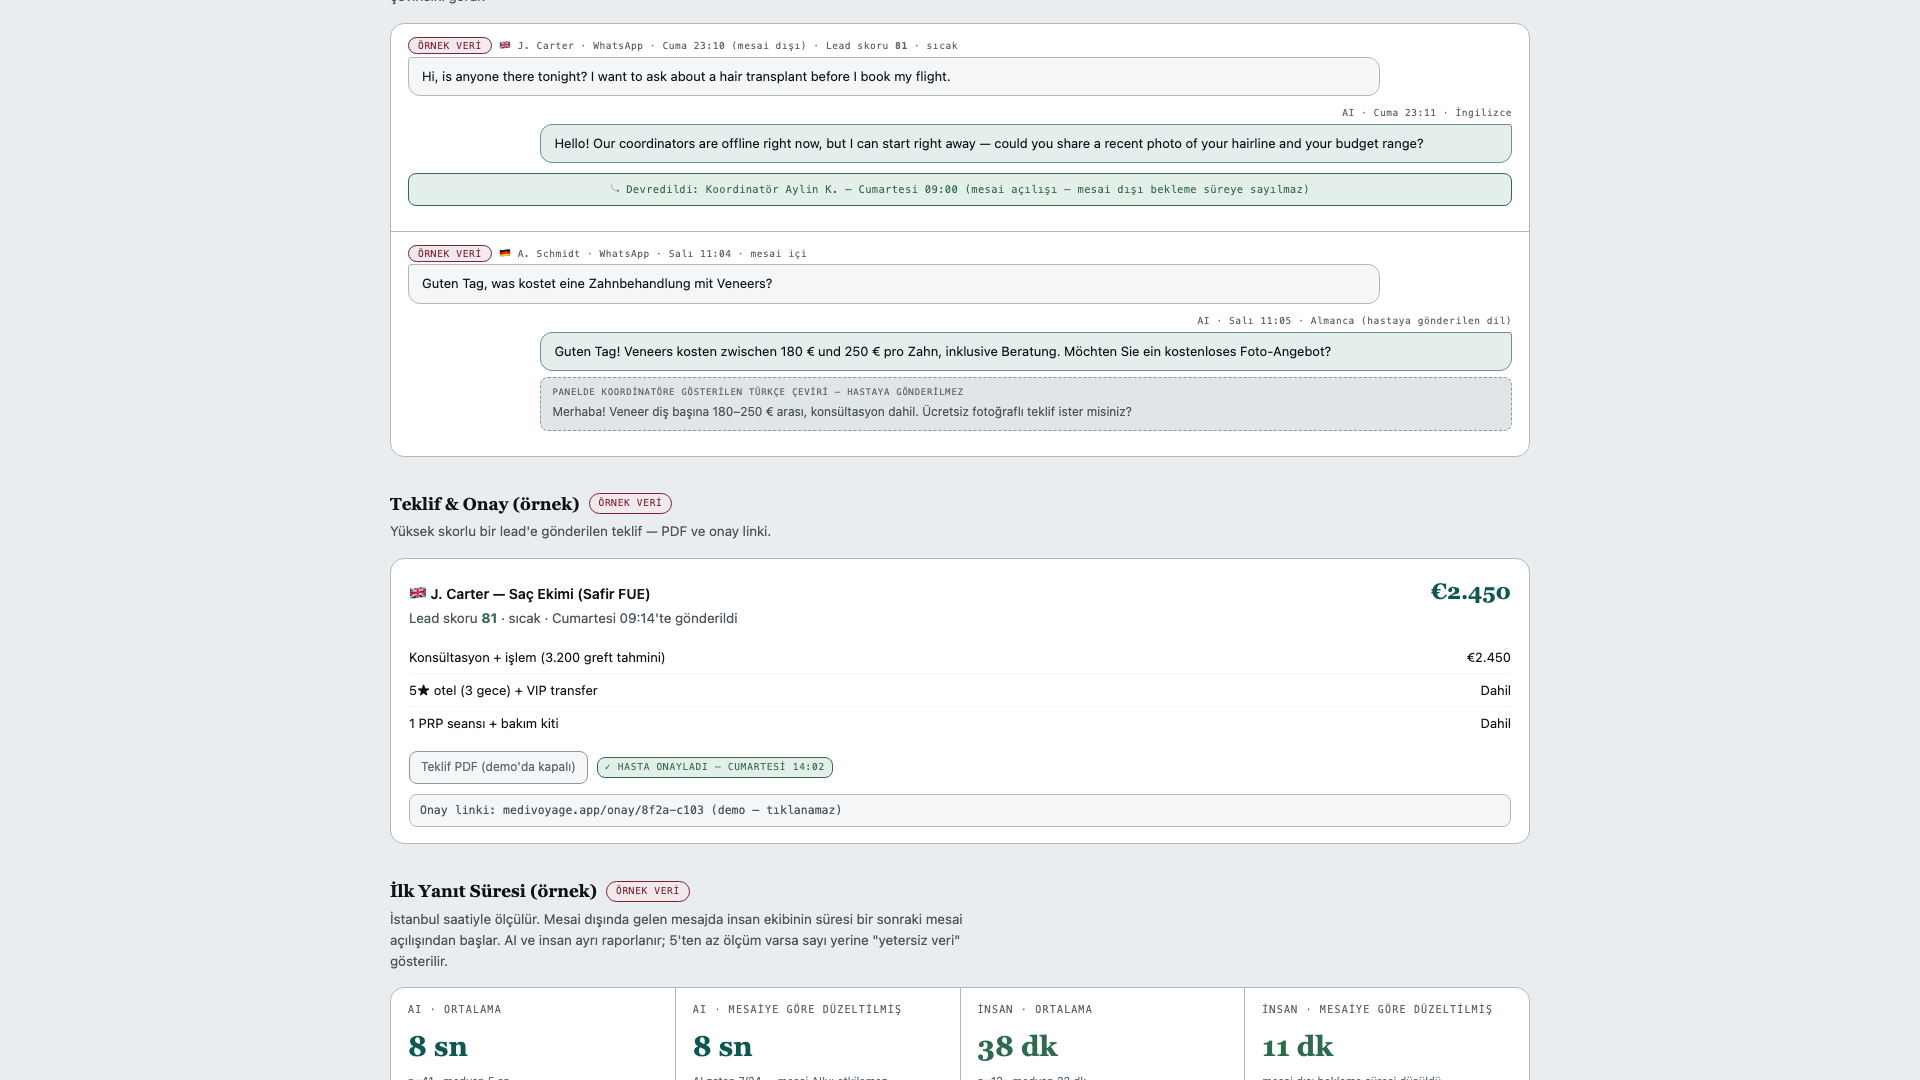 ÖRNEK VERİ J. Carter · WhatsApp · Cuma 23:10 (mesai dışı) · Lead skoru 81 · sıcak
Hi, is anyone there tonight? I want to ask about a hair transplant before I book my flight.
AI · Cuma 23:11 · İngilizce
Hello! Our coordinators are offline right now, but I can start right away — could you share a recent photo of your hairline and your budget range?
Devredildi: Koordinatör Aylin K. — Cumartesi 09:00 (mesai açılışı — mesai dışı bekleme süreye sayılmaz)
ÖRNEK VERİ A. Schmidt · WhatsApp · Salı 11:04 · mesai içi
Guten Tag, was kostet eine Zahnbehandlung mit Veneers?
AI · Salı 11:05 · Almanca (hastaya gönderilen dil)
Guten Tag! Veneers kosten zwischen 180 € und 250 € pro Zahn, inklusive Beratung. Möchten Sie ein kostenloses Foto-Angebot?
PANELDE KOORDİNATÖRE GÖSTERİLEN TÜRKÇE ÇEVİRİ — HASTAYA GÖNDERİLMEZ
Merhaba! Veneer diş başına 180–250 € arası, konsültasyon dahil. Ücretsiz fotoğraflı teklif ister misiniz?
Teklif & Onay (örnek) ÖRNEK VERİ
Yüksek skorlu bir lead'e gönderilen teklif — PDF ve onay linki.
J. Carter — Saç Ekimi (Safir FUE) €2.450
Lead skoru 81 · sıcak · Cumartesi 09:14'te gönderildi
Konsültasyon + işlem (3.200 greft tahmini) €2.450
5★ otel (3 gece) + VIP transfer Dahil
1 PRP seansı + bakım kiti Dahil
Teklif PDF (demo'da kapalı) ✓ HASTA ONAYLADI — CUMARTESİ 14:02
Onay linki: medivoyage.app/onay/8f2a-c103 (demo — tıklanamaz)
İlk Yanıt Süresi (örnek) ÖRNEK VERİ
İstanbul saatiyle ölçülür. Mesai dışında gelen mesajda insan ekibinin süresi bir sonraki mesai
açılışından başlar. AI ve insan ayrı raporlanır; 5'ten az ölçüm varsa sayı yerine "yetersiz veri"
gösterilir.
AI · ORTALAMA AI · MESAİYE GÖRE DÜZELTİLMİŞ İNSAN · ORTALAMA İNSAN · MESAİYE GÖRE DÜZELTİLMİŞ
8 sn 8 sn 38 dk 11 dk